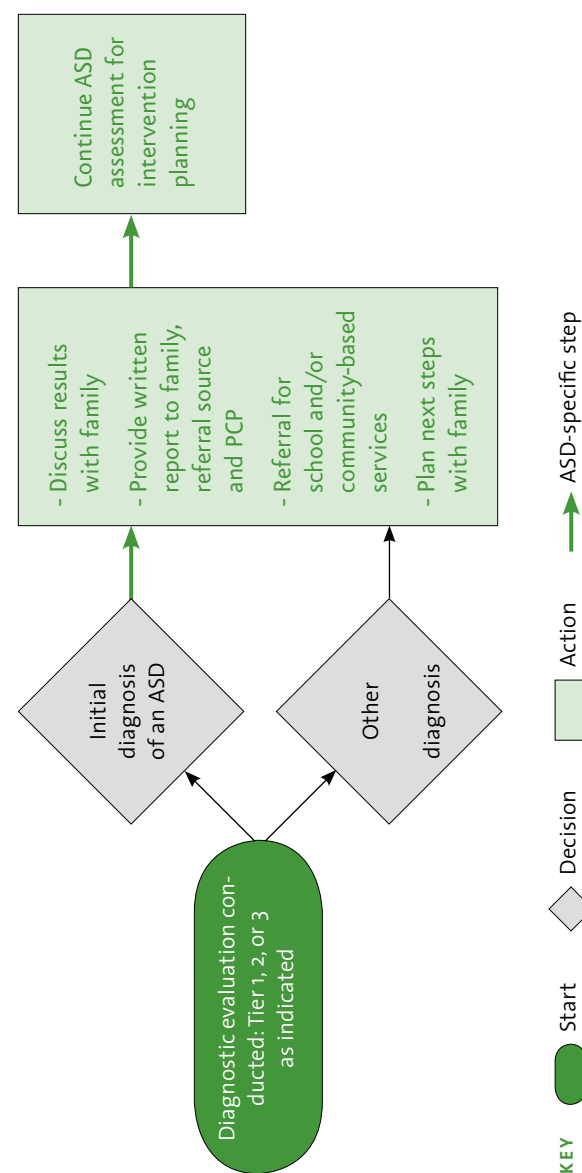 Diagnostic evaluation con-
ducted: Tier 1, 2, or 3
as indicated
Initial
diagnosis
of an ASD
Other
diagnosis
- Discuss results
with family
- Provide written
report to family,
referral source
and PCP
- Referral for
school and/or
community-based
services
- Plan next steps
with family
Continue ASD
assessment for
intervention
planning
KEY
Start
Decision
Action
ASD-specific step